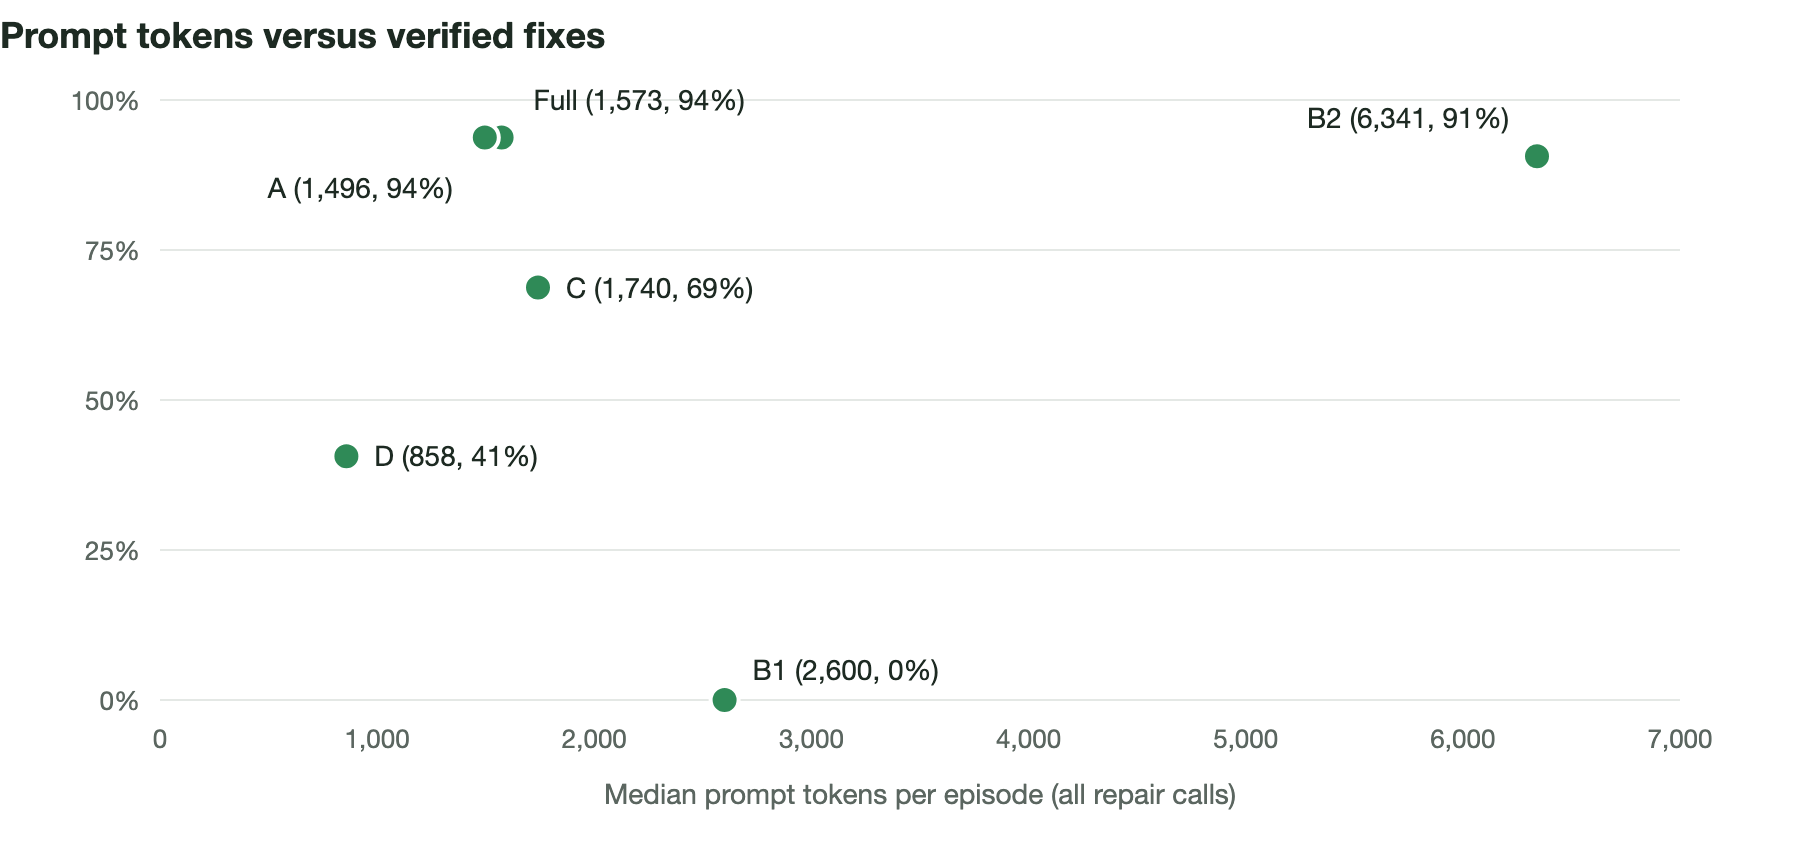 Prompt tokens versus verified fixes
100%
Full (1,573, 94%)
B2 (6,341, 91%)
A (1,496, 94%)
75%
C (1,740, 69%)
50%
D (858, 41%)
25%
B1 (2,600, 0%)
0%
0 1,000 2,000 3,000 4,000 5,000 6,000 7,000
Median prompt tokens per episode (all repair calls)